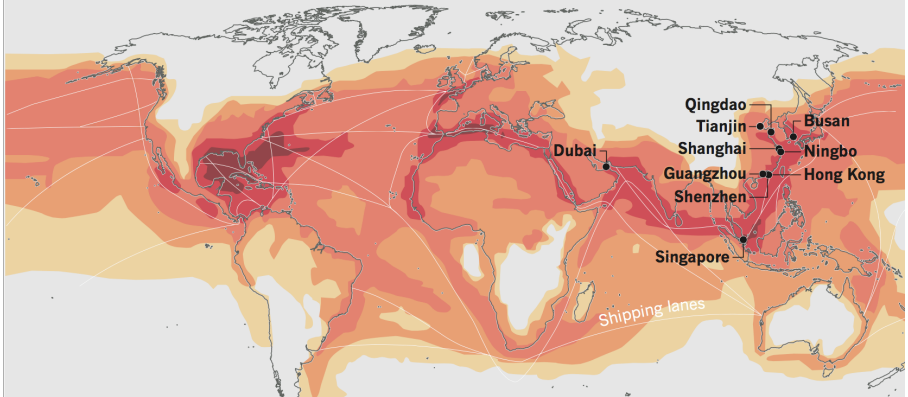 Qingdao
Tianjin
Busan
Shanghai
Dubai
Ningbo
Guangzhou
Hong Kong
Shenzhen
Singapore
Shipping lanes